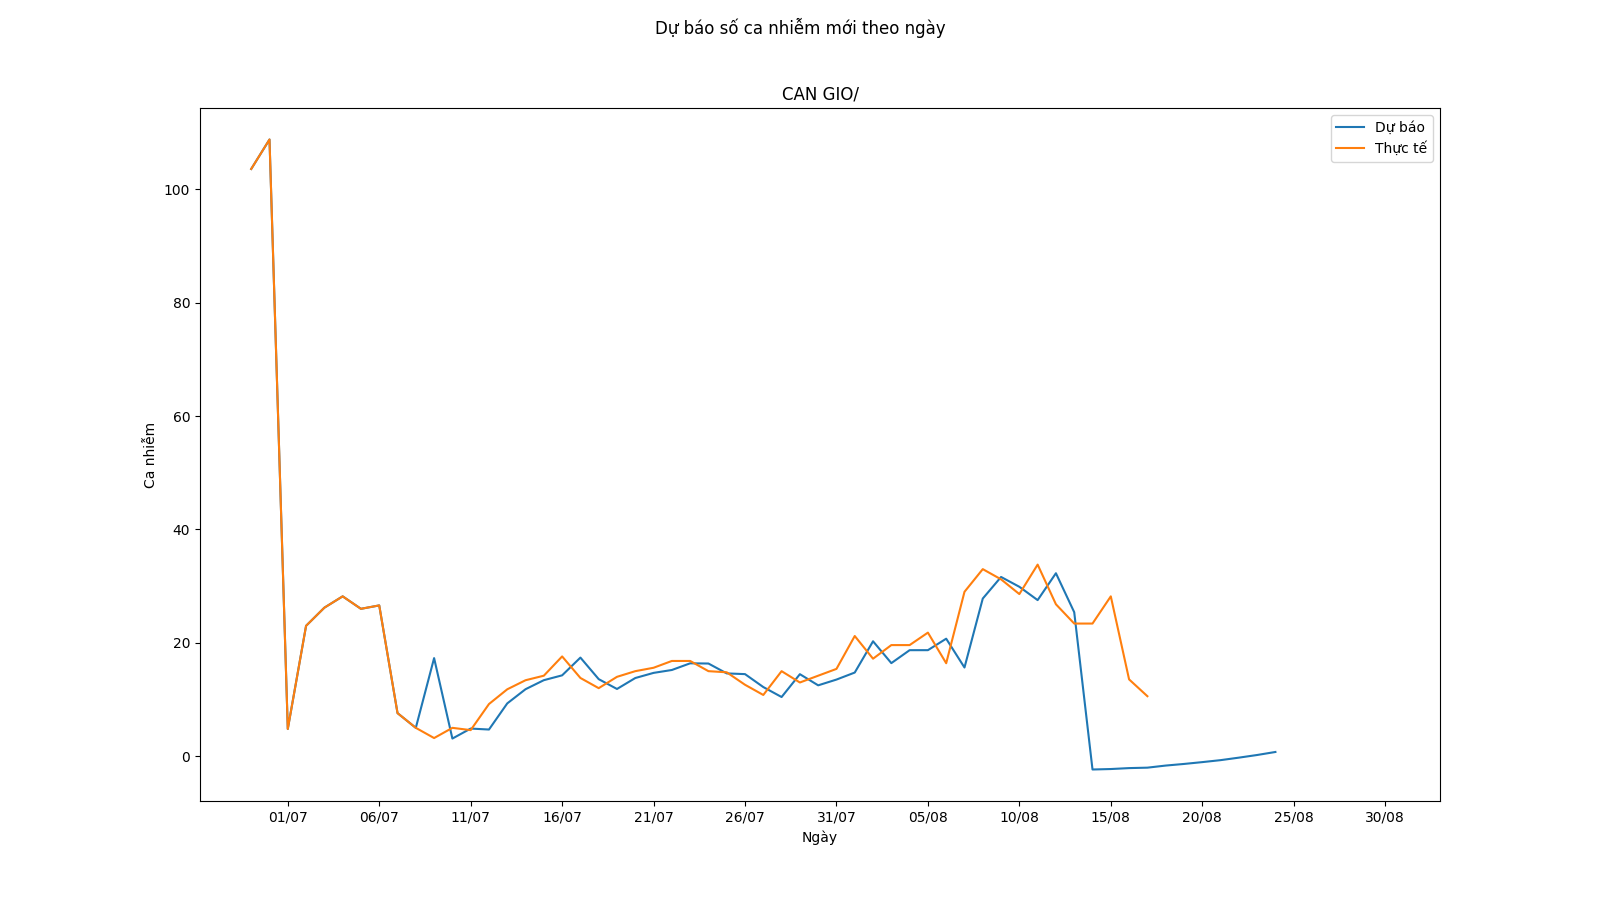 Dự báo số ca nhiễm mới theo ngày
CAN GIO/
Dự báo
Thực tế
100
80
60
40
20
0
Ca nhiễm
01/07 06/07 11/07 16/07 21/07 26/07 31/07 05/08 10/08 15/08 20/08 25/08 30/08
Ngày